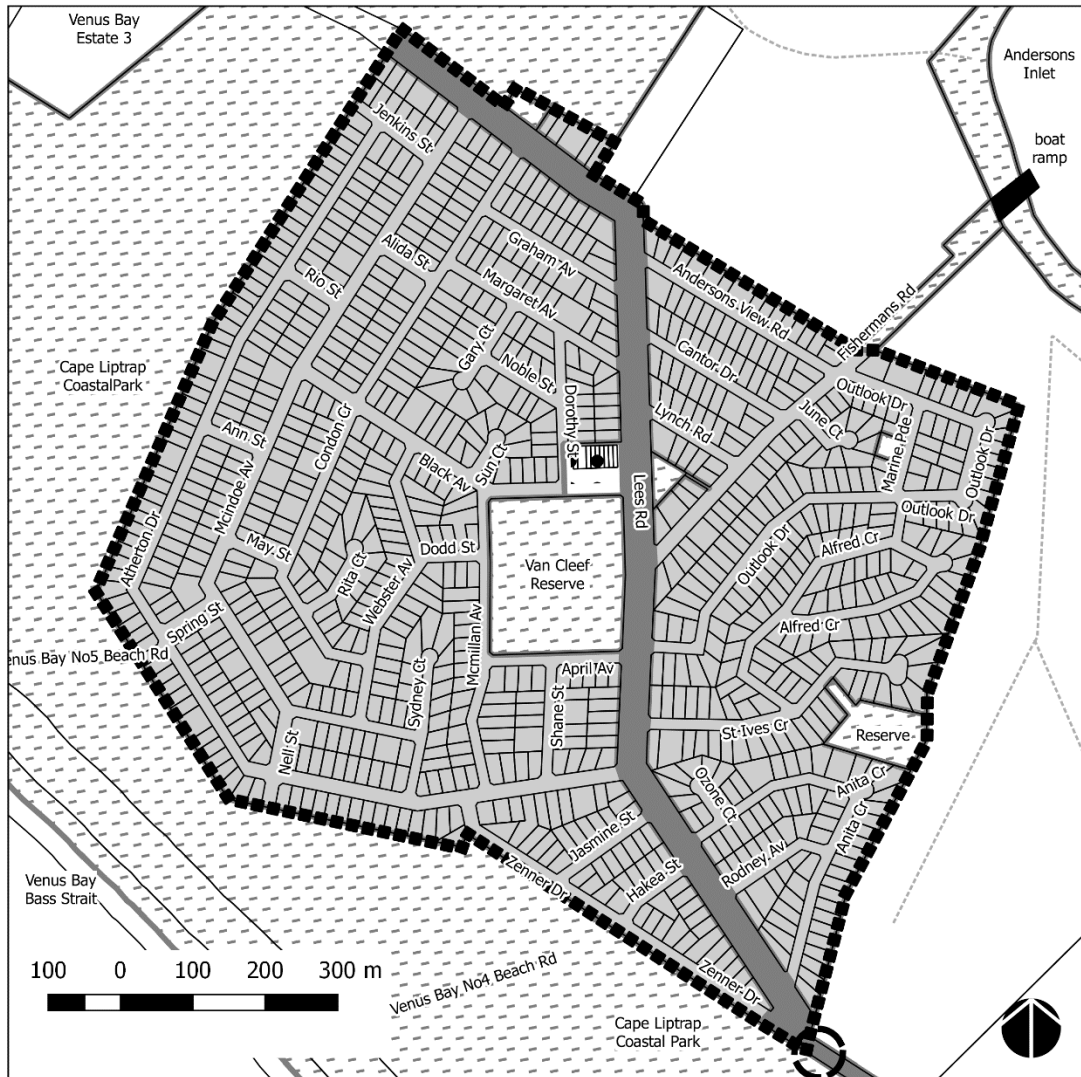 Venus Bay
Estate 3
Andersons
Inlet
boat
ramp
Jenkins St
Graham Av
Alida St
Margaret Av
Andersons View Rd
Rio St
Fishermans Rd
Gary Ct
Noble St
Cantor Dr
Cape Liptrap
CoastalPark
Dorothy St
Outlook Dr
June Ct
Lynch Rd
Marine Pde
Outlook Dr
Ann St
Condon Cr
Black Av
Sun Ct
Mcindoe Av
Lees Rd
Outlook Dr
Atherton Dr
May St
Dodd St
Alfred Cr
Rita Ct
Webster Av
Van Cleef
Reserve
Outlook Dr
Spring St
Alfred Cr
enus Bay No5 Beach Rd
Mcmillan Av
April Av
Sydney Ct
Shane St
St Ives Cr
Reserve
Nell St
Ozone Ct
Anita Cr
Anita Cr
Jasmine St
Rodney Av
Hakea St
Zenner Dr
Venus Bay
Bass Strait
100 0 100 200 300 m
Venus Bay No4 Beach Rd
Zenner Dr
Cape Liptrap
Coastal Park